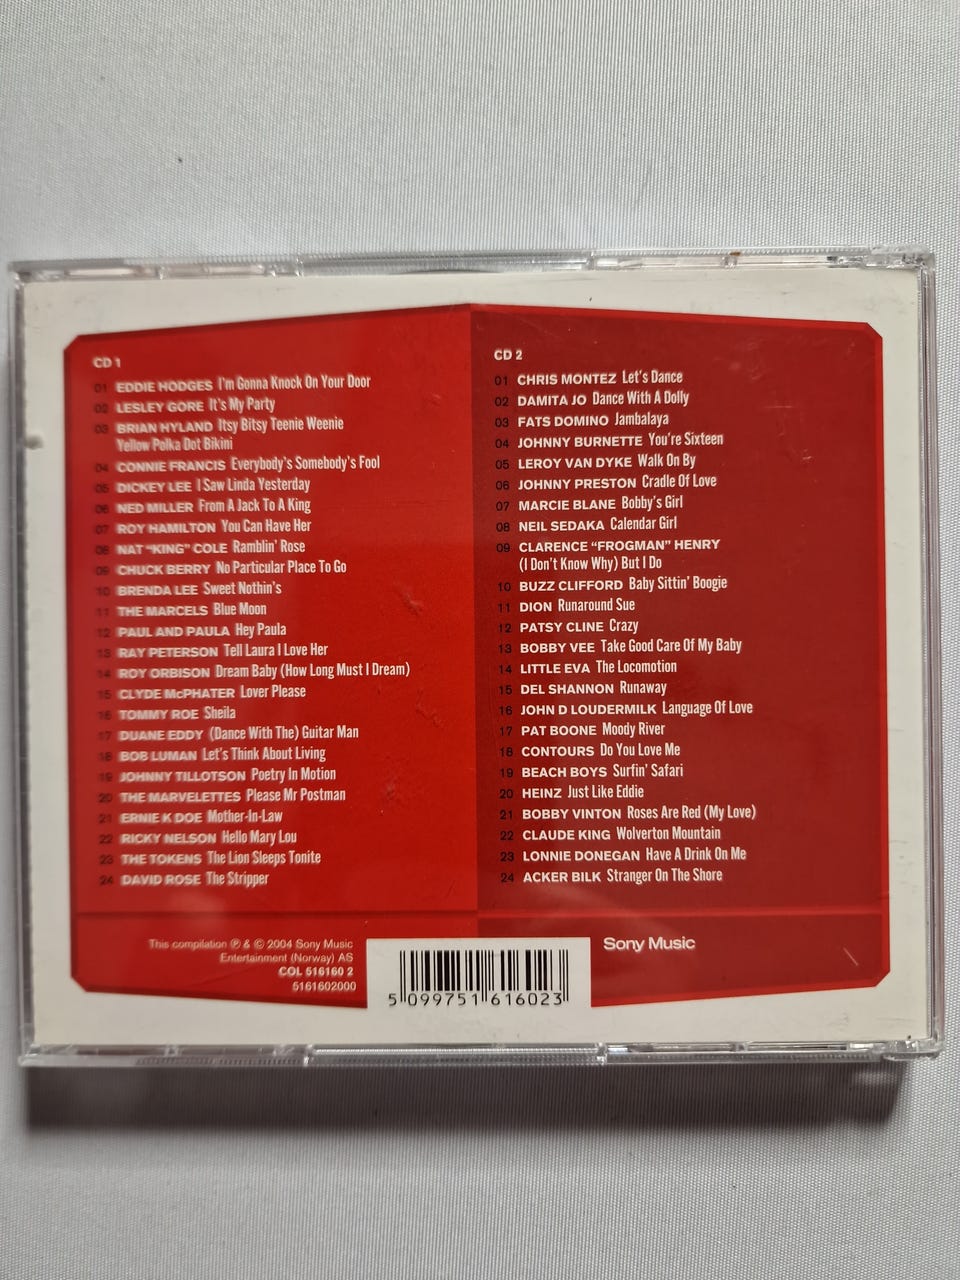 CD 1
01 EDDIE HODGES I'm Gonna Knock On Your Door
02 LESLEY GORE It's My Party
03 BRIAN HYLAND Itsy Bitsy Teenie Weenie
Yellow Polka Dot Bikini
04 CONNIE FRANCIS Everybody's Somebody's Fool
05 DICKEY LEE I Saw Linda Yesterday
06 NED MILLER From A Jack To A King
07 ROY HAMILTON You Can Have Her
08 NAT "KING" COLE Ramblin' Rose
09 CHUCK BERRY No Particular Place To Go
10 BRENDA LEE Sweet Nothin's
11 THE MARCELS Blue Moon
12 PAUL AND PAULA Hey Paula
13 RAY PETERSON Tell Laura I Love Her
14 ROY ORBISON Dream Baby (How Long Must I Dream)
15 CLYDE McPHATER Lover Please
16 TOMMY ROE Sheila
17 DUANE EDDY (Dance With The) Guitar Man
18 BOB LUMAN Let's Think About Living
19 JOHNNY TILLOTSON Poetry In Motion
20 THE MARVELETTES Please Mr Postman
21 ERNIE K DOE Mother-In-Law
22 RICKY NELSON Hello Mary Lou
23 THE TOKENS The Lion Sleeps Tonite
24 DAVID ROSE The Stripper
CD 2
01 CHRIS MONTEZ Let's Dance
02 DAMITA JO Dance With A Dolly
03 FATS DOMINO Jambalaya
04 JOHNNY BURNETTE You're Sixteen
05 LEROY VAN DYKE Walk On By
06 JOHNNY PRESTON Cradle Of Love
07 MARCIE BLANE Bobby's Girl
08 NEIL SEDAKA Calendar Girl
09 CLARENCE "FROGMAN" HENRY
(I Don't Know Why) But I Do
10 BUZZ CLIFFORD Baby Sittin' Boogie
11 DION Runaround Sue
12 PATSY CLINE Crazy
13 BOBBY VEE Take Good Care Of My Baby
14 LITTLE EVA The Locomotion
15 DEL SHANNON Runaway
16 JOHN D LOUDERMILK Language Of Love
17 PAT BOONE Moody River
18 CONTOURS Do You Love Me
19 BEACH BOYS Surfin' Safari
20 HEINZ Just Like Eddie
21 BOBBY VINTON Roses Are Red (My Love)
22 CLAUDE KING Wolverton Mountain
23 LONNIE DONEGAN Have A Drink On Me
24 ACKER BILK Stranger On The Shore
This compilation ℗ & © 2004 Sony Music
Entertainment (Norway) AS
COL 516160 2
5161602000
5 099751 616023
Sony Music